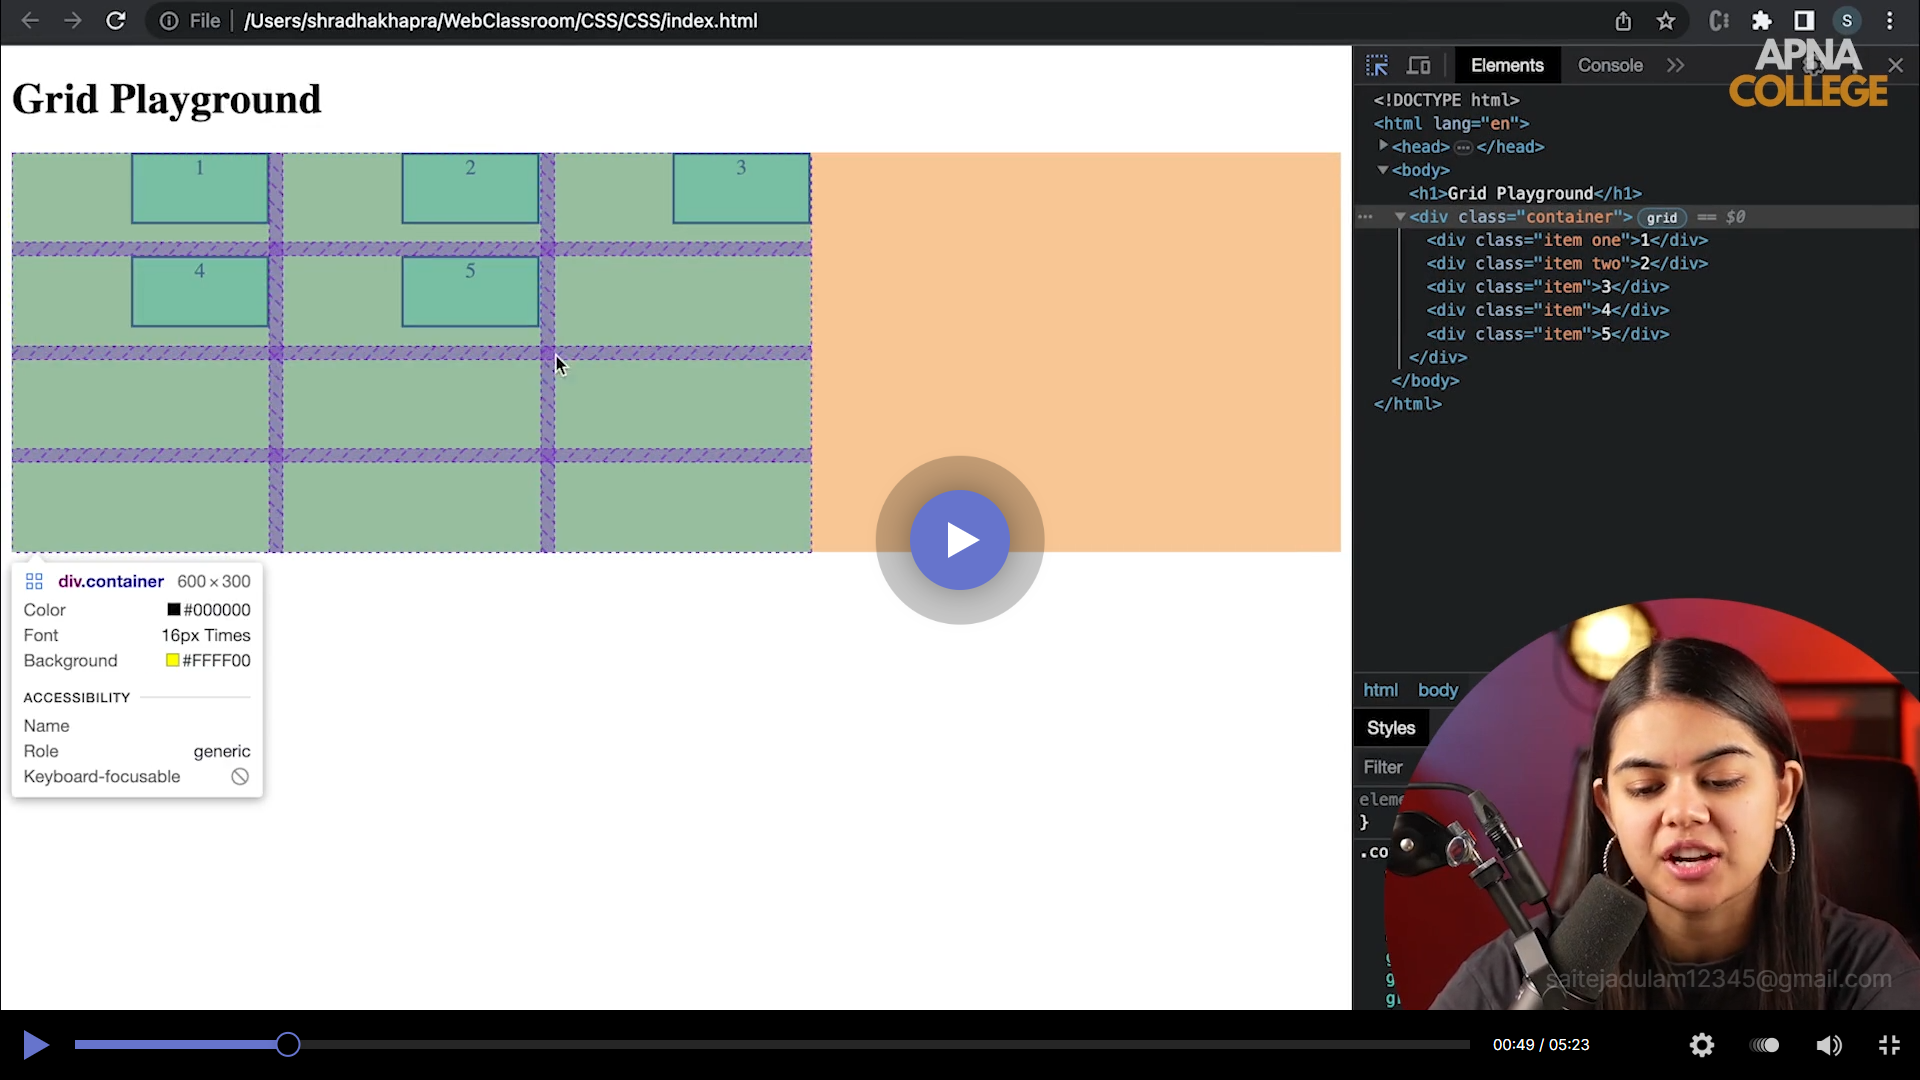 File /Users/shradhakhapra/WebClassroom/CSS/CSS/index.html
S
APNA
COLLEGE
Elements Console
Grid Playground
1 2 3
4 5
<!DOCTYPE html>
<html lang="en">
<head> … </head>
<body>
<h1>Grid Playground</h1>
<div class="container"> grid == $0
<div class="item one">1</div>
<div class="item two">2</div>
<div class="item">3</div>
<div class="item">4</div>
<div class="item">5</div>
</div>
</body>
</html>
div.container 600 × 300
Color #000000
Font 16px Times
Background #FFFF00
ACCESSIBILITY
Name
Role generic
Keyboard-focusable
html body
Styles
Filter
}
saitejadulam12345@gmail.com
00:49 / 05:23